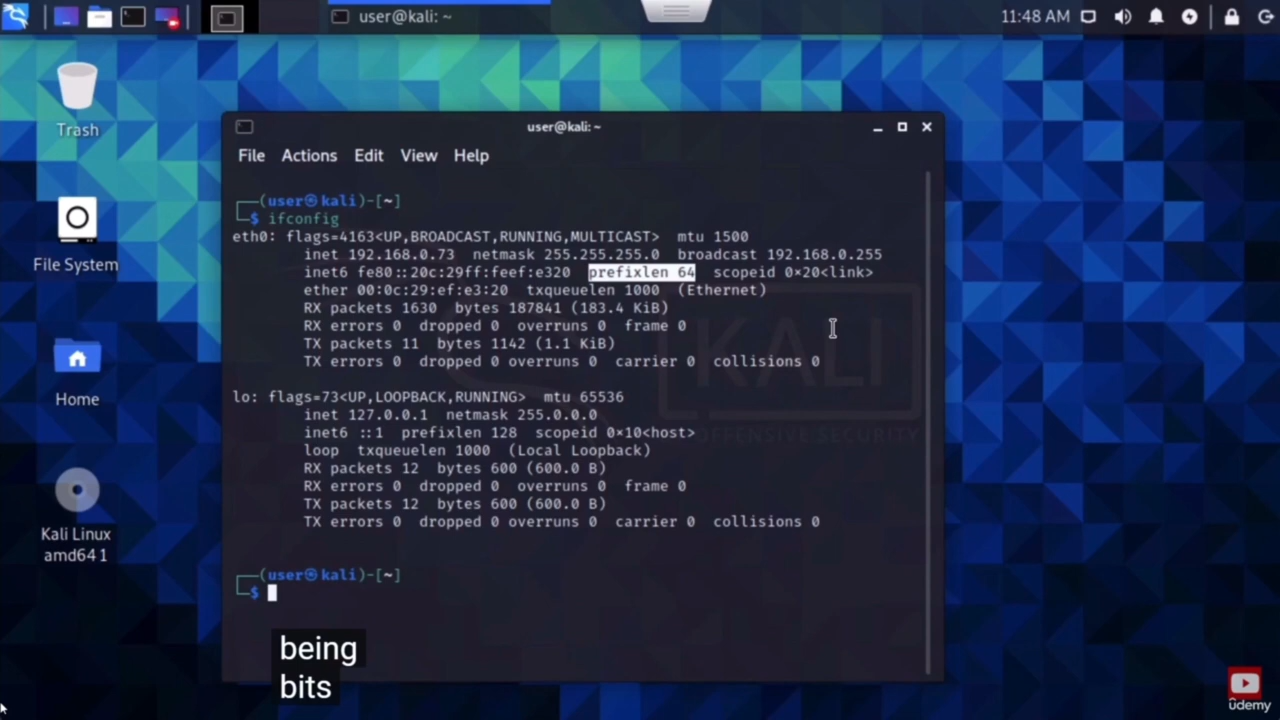 user@kali: ~
11:48 AM
Trash
File System
Home
Kali Linux
amd64 1
user@kali: ~
File Actions Edit View Help
┌──(user㉿kali)-[~]
└─$ ifconfig
eth0: flags=4163<UP,BROADCAST,RUNNING,MULTICAST>  mtu 1500
inet 192.168.0.73  netmask 255.255.255.0  broadcast 192.168.0.255
inet6 fe80::20c:29ff:feef:e320  prefixlen 64  scopeid 0×20<link>
ether 00:0c:29:ef:e3:20  txqueuelen 1000  (Ethernet)
RX packets 1630  bytes 187841 (183.4 KiB)
RX errors 0  dropped 0  overruns 0  frame 0
TX packets 11  bytes 1142 (1.1 KiB)
TX errors 0  dropped 0 overruns 0  carrier 0  collisions 0
lo: flags=73<UP,LOOPBACK,RUNNING>  mtu 65536
inet 127.0.0.1  netmask 255.0.0.0
inet6 ::1  prefixlen 128  scopeid 0×10<host>
loop  txqueuelen 1000  (Local Loopback)
RX packets 12  bytes 600 (600.0 B)
RX errors 0  dropped 0  overruns 0  frame 0
TX packets 12  bytes 600 (600.0 B)
TX errors 0  dropped 0 overruns 0  carrier 0  collisions 0
┌──(user㉿kali)-[~]
└─$
KALI
OFFENSIVE SECURITY
being
bits
ûdemy